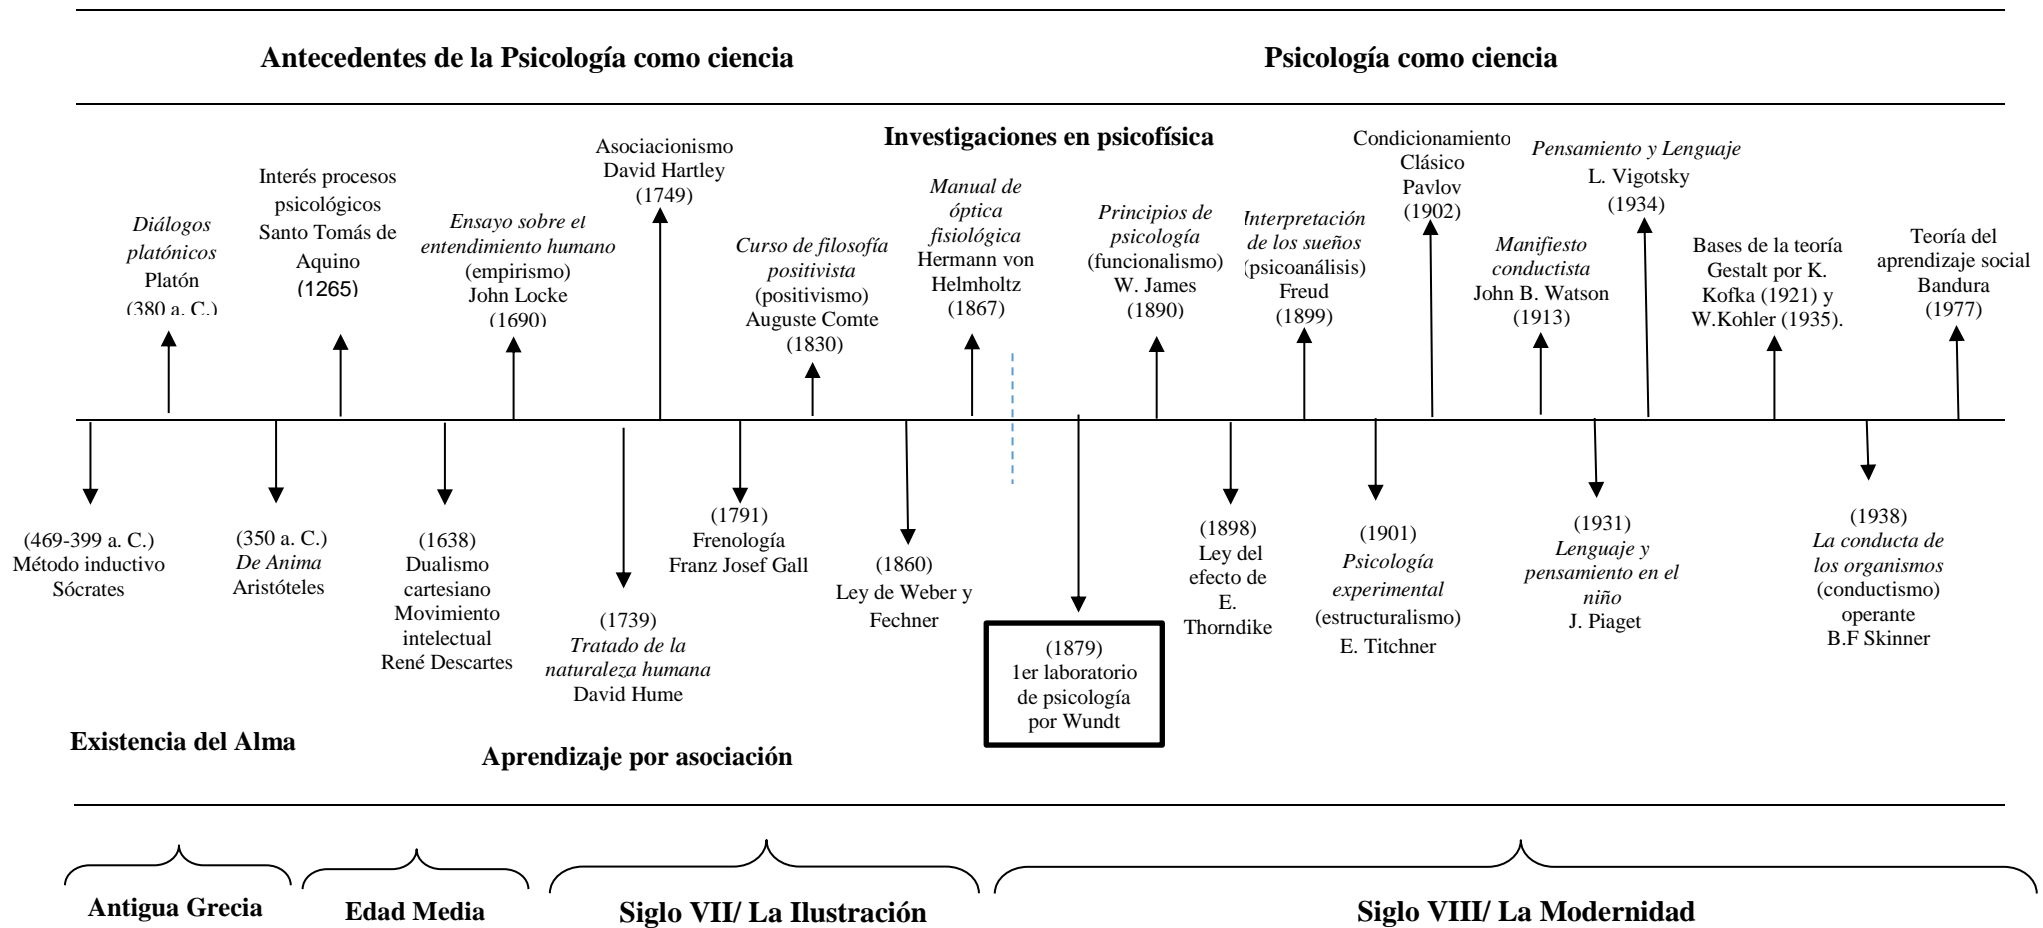 Antecedentes de la Psicología como ciencia
Psicología como ciencia
Investigaciones en psicofísica
Diálogos
platónicos
Platón
(380 a. C.)
Interés procesos
psicológicos
Santo Tomás de
Aquino
(1265)
Ensayo sobre el
entendimiento humano
(empirismo)
John Locke
(1690)
Asociacionismo
David Hartley
(1749)
Curso de filosofía
positivista
(positivismo)
Auguste Comte
(1830)
Manual de
óptica
fisiológica
Hermann von
Helmholtz
(1867)
Principios de
psicología
(funcionalismo)
W. James
(1890)
Interpretación
de los sueños
(psicoanálisis)
Freud
(1899)
Condicionamiento
Clásico
Pavlov
(1902)
Manifiesto
conductista
John B. Watson
(1913)
Pensamiento y Lenguaje
L. Vigotsky
(1934)
Bases de la teoría
Gestalt por K.
Kofka (1921) y
W.Kohler (1935).
Teoría del
aprendizaje social
Bandura
(1977)
(469-399 a. C.)
Método inductivo
Sócrates
(350 a. C.)
De Anima
Aristóteles
(1638)
Dualismo
cartesiano
Movimiento
intelectual
René Descartes
(1739)
Tratado de la
naturaleza humana
David Hume
(1791)
Frenología
Franz Josef Gall
(1860)
Ley de Weber y
Fechner
(1879)
1er laboratorio
de psicología
por Wundt
(1898)
Ley del
efecto de
E.
Thorndike
(1901)
Psicología
experimental
(estructuralismo)
E. Titchner
(1931)
Lenguaje y
pensamiento en el
niño
J. Piaget
(1938)
La conducta de
los organismos
(conductismo)
operante
B.F Skinner
Existencia del Alma
Aprendizaje por asociación
Antigua Grecia
Edad Media
Siglo VII/ La Ilustración
Siglo VIII/ La Modernidad